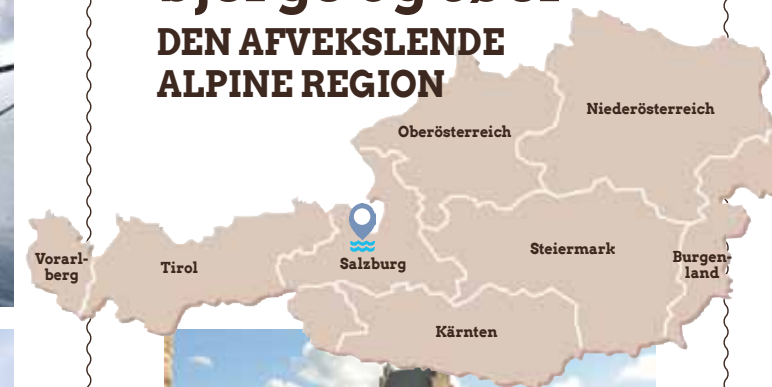 DEN AFVEKSLENDE
ALPINE REGION
Niederösterreich
Oberösterreich
Steiermark
Vorarl-
berg
Tirol
Salzburg
Burgen-
land
Kärnten